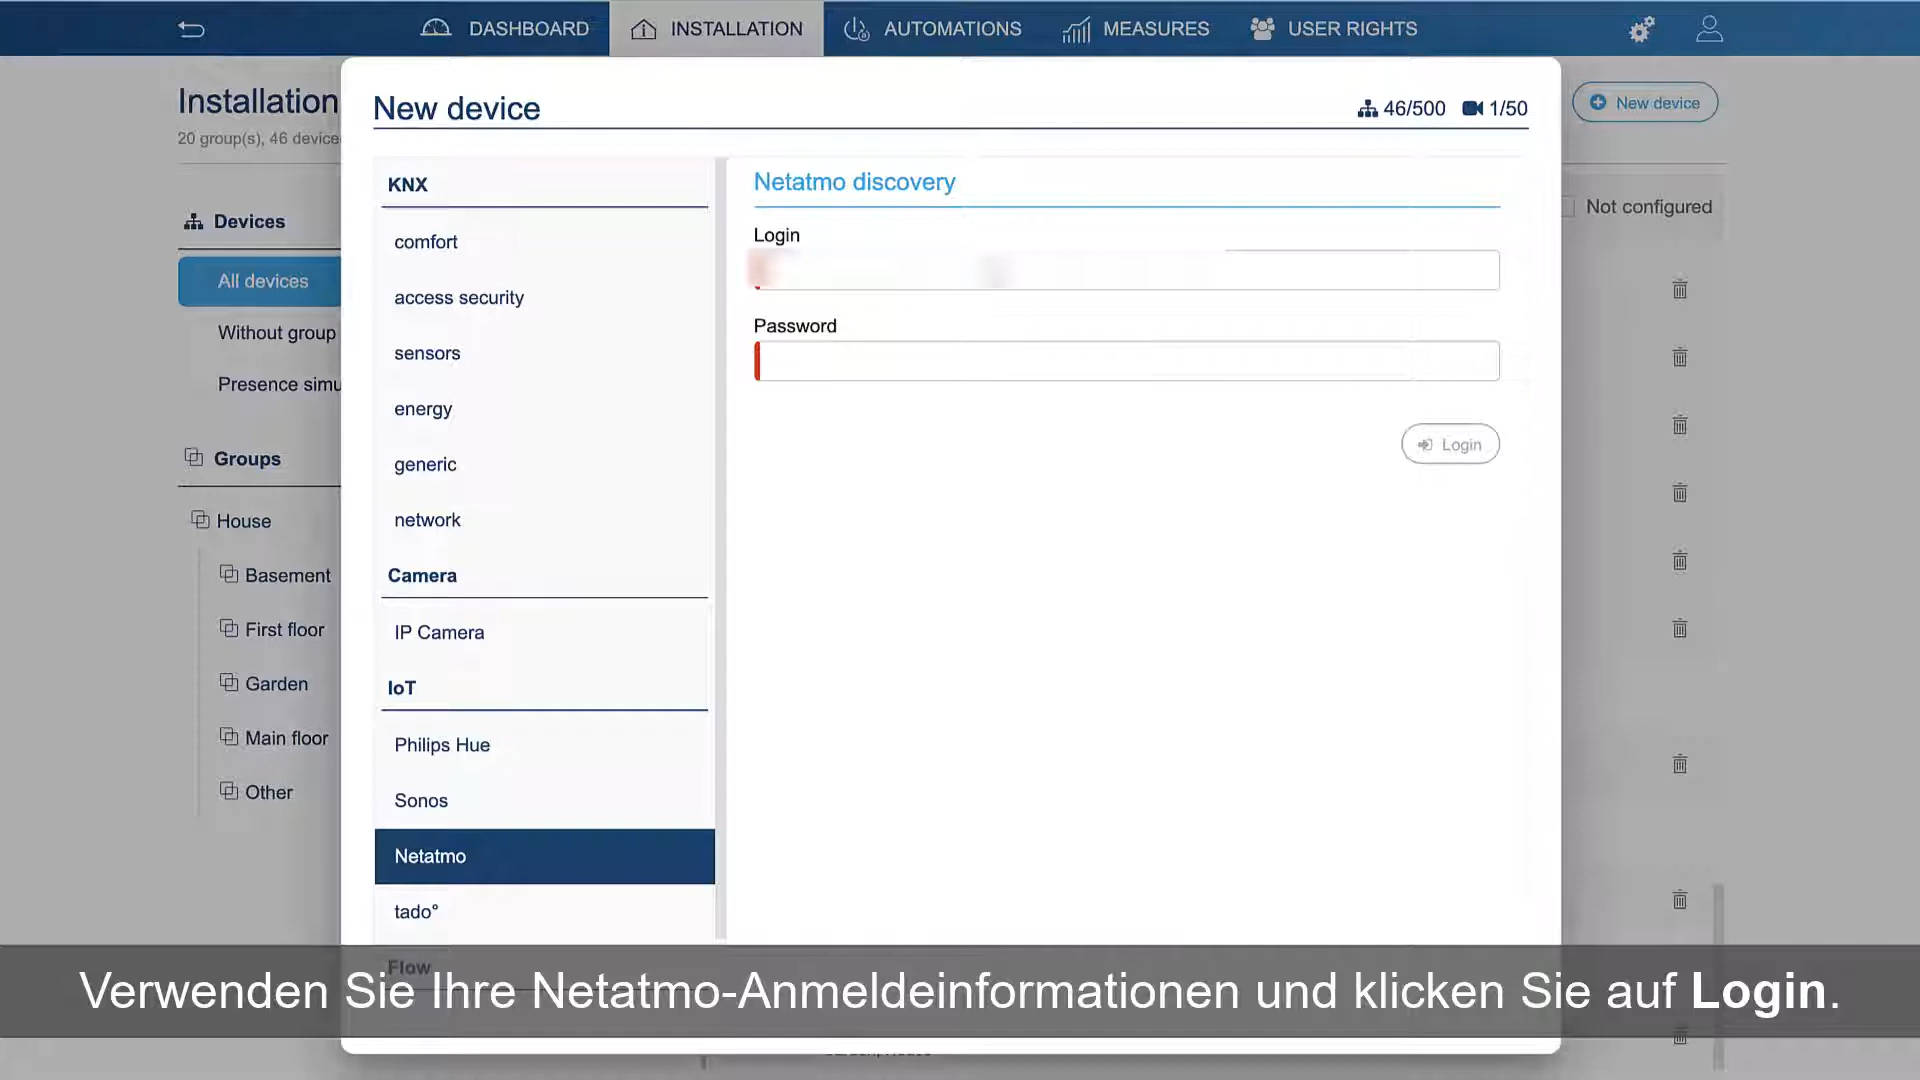 DASHBOARD
INSTALLATION
AUTOMATIONS
MEASURES
USER RIGHTS
Installation
20 group(s), 46 device
New device
Devices
All devices
Without group
Presence simu
Groups
House
Basement
First floor
Garden
Main floor
Other
Not configured
New device
46/500
1/50
KNX
comfort
access security
sensors
energy
generic
network
Camera
IP Camera
IoT
Philips Hue
Sonos
Netatmo
tado°
Flow
Netatmo discovery
Login
Password
Login
Verwenden Sie Ihre Netatmo-Anmeldeinformationen und klicken Sie auf Login.